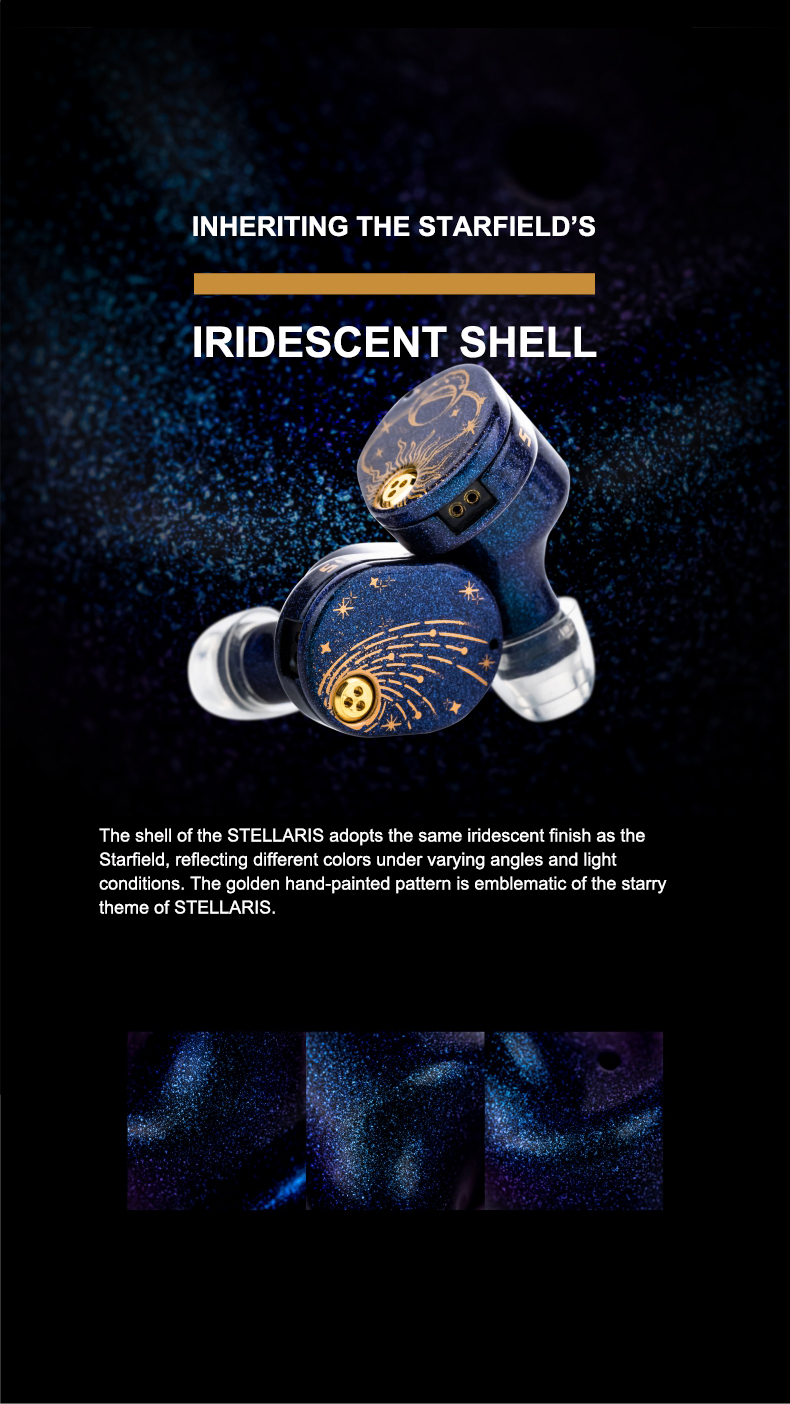 INHERITING THE STARFIELD’S
IRIDESCENT SHELL
S
S
The shell of the STELLARIS adopts the same iridescent finish as the
Starfield, reflecting different colors under varying angles and light
conditions. The golden hand-painted pattern is emblematic of the starry
theme of STELLARIS.